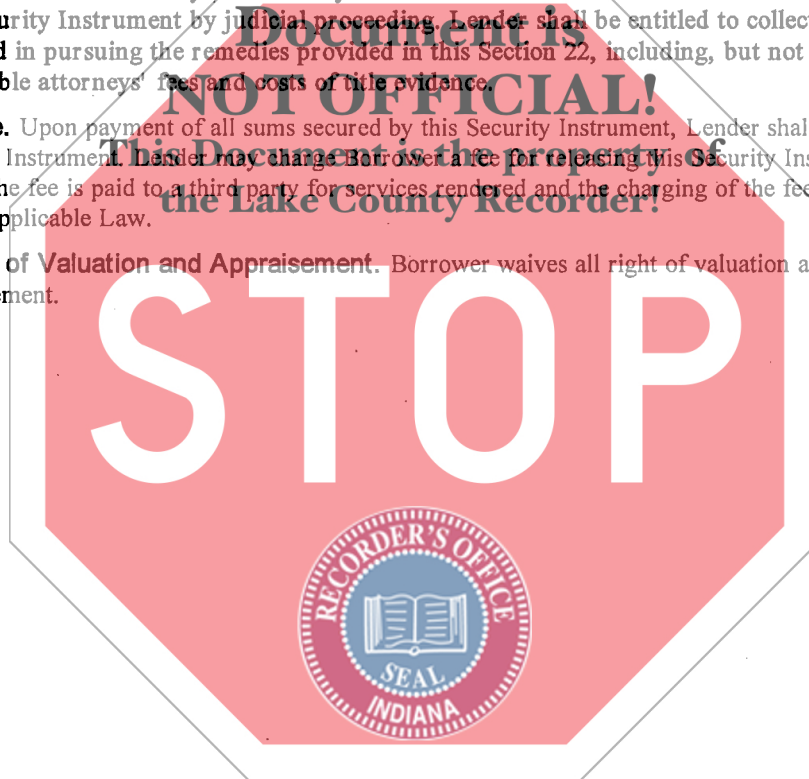 urity Instrument by judicial proceeding. Lender shall be entitled to collec
Document is
d in pursuing the remedies provided in this Section 22, including, but not
ble attorneys' fees and costs of title evidence.
NOT OFFICIAL!
e. Upon payment of all sums secured by this Security Instrument, Lender shal
This Document is the property of
Instrument. Lender may charge Borrower a fee for releasing this Security Ins
he fee is paid to a third party for services rendered and the charging of the fee
the Lake County Recorder!
pplicable Law.
of Valuation and Appraisement. Borrower waives all right of valuation a
ement.
STOP
RECORDER'S OFFICE
SEAL
INDIANA